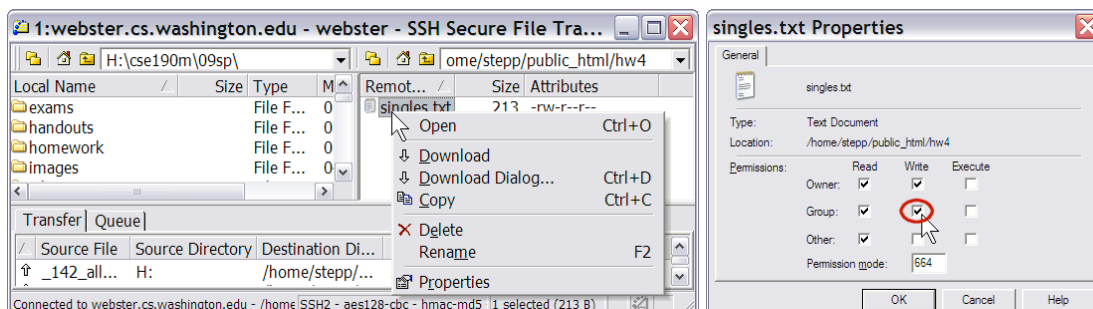 1:webster.cs.washington.edu - webster - SSH Secure File Tra...
H:\cse190m\09sp\
ome/stepp/public_html/hw4
Local Name Size Type M
exams File F... 0
handouts File F... 0
homework File F... 0
images File F... 0
Remot... Size Attributes
singles.txt 213 -rw-r--r--
Open Ctrl+O
Download
Download Dialog... Ctrl+D
Copy Ctrl+C
Delete
Rename F2
Properties
Transfer Queue
Source File Source Directory Destination Di...
_142_all... H: /home/stepp/...
Connected to webster.cs.washington.edu - /home SSH2 - aes128-cbc - hmac-md5 1 selected (213 B)
singles.txt Properties
General
singles.txt
Type: Text Document
Location: /home/stepp/public_html/hw4
Permissions: Read Write Execute
Owner:
Group:
Other:
Permission mode: 664
OK Cancel Help